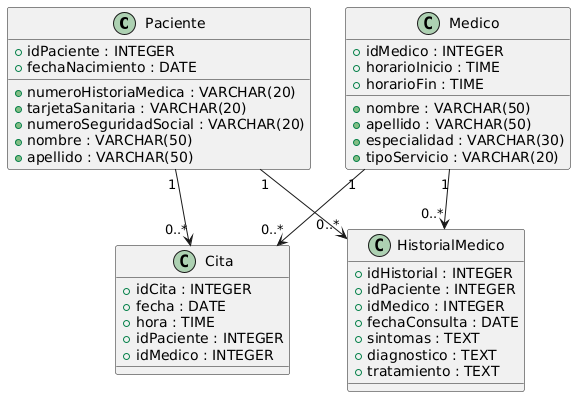 C Paciente
idPaciente : INTEGER
fechaNacimiento : DATE
numeroHistoriaMedica : VARCHAR(20)
tarjetaSanitaria : VARCHAR(20)
numeroSeguridadSocial : VARCHAR(20)
nombre : VARCHAR(50)
apellido : VARCHAR(50)
C Medico
idMedico : INTEGER
horarioInicio : TIME
horarioFin : TIME
nombre : VARCHAR(50)
apellido : VARCHAR(50)
especialidad : VARCHAR(30)
tipoServicio : VARCHAR(20)
1
1
1
1
0..*
0..*
0..*
0..*
C Cita
idCita : INTEGER
fecha : DATE
hora : TIME
idPaciente : INTEGER
idMedico : INTEGER
C HistorialMedico
idHistorial : INTEGER
idPaciente : INTEGER
idMedico : INTEGER
fechaConsulta : DATE
sintomas : TEXT
diagnostico : TEXT
tratamiento : TEXT